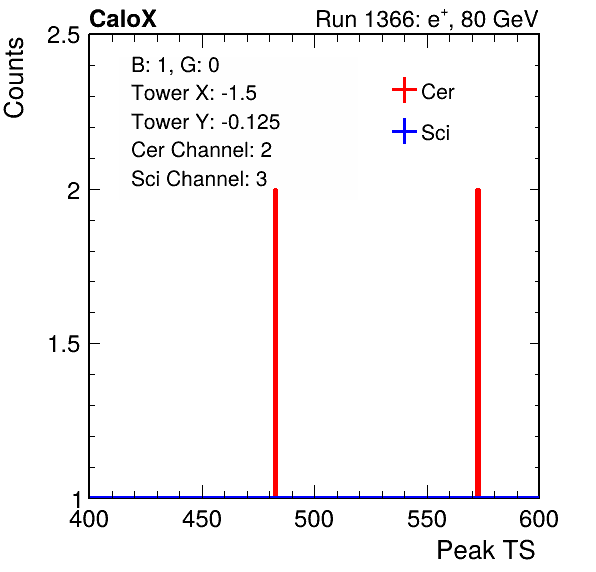 CaloX Run 1366: e⁺, 80 GeV
Counts
2.5
B: 1, G: 0
Tower X: -1.5
Tower Y: -0.125
Cer Channel: 2
Sci Channel: 3
Cer
Sci
2
1.5
1
400 450 500 550 600
Peak TS